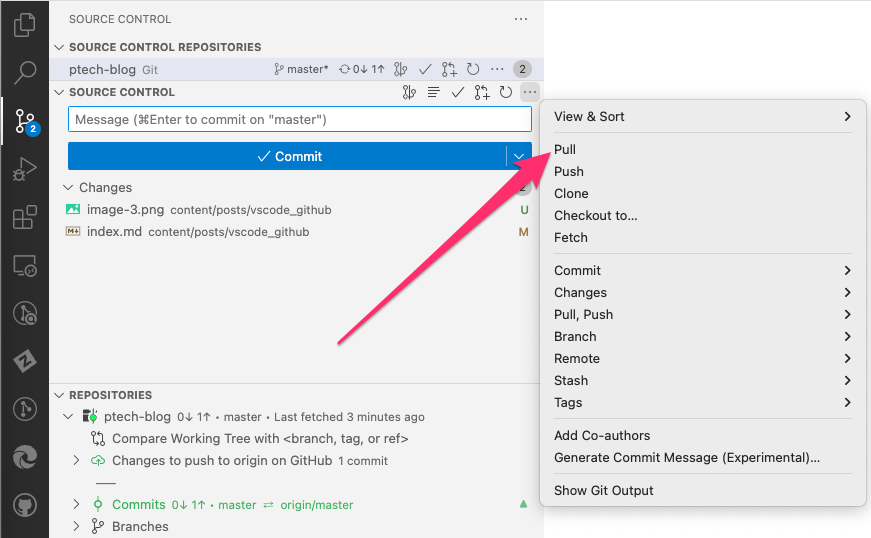 SOURCE CONTROL
SOURCE CONTROL REPOSITORIES
ptech-blog Git master* 0↓ 1↑ 2
SOURCE CONTROL
Message (⌘Enter to commit on "master")
Commit
Changes
image-3.png content/posts/vscode_github U
index.md content/posts/vscode_github M
2
REPOSITORIES
ptech-blog 0↓ 1↑ • master • Last fetched 3 minutes ago
Compare Working Tree with <branch, tag, or ref>
Changes to push to origin on GitHub 1 commit
Commits 0↓ 1↑ • master ⇄ origin/master
Branches
View & Sort
Pull
Push
Clone
Checkout to...
Fetch
Commit
Changes
Pull, Push
Branch
Remote
Stash
Tags
Add Co-authors
Generate Commit Message (Experimental)...
Show Git Output